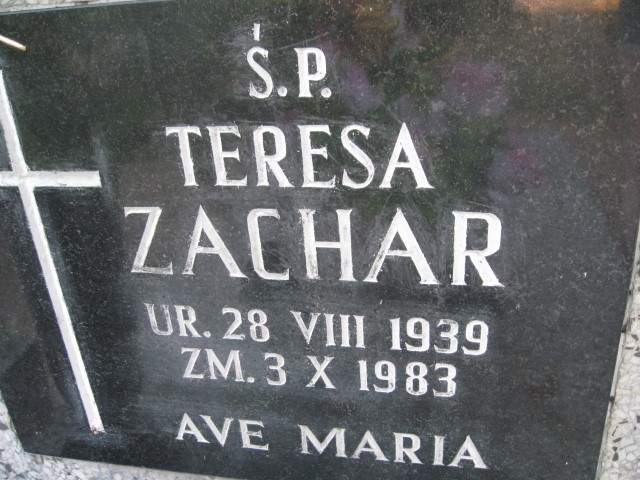 Ś.P.
TERESA
ZACHAR
UR. 28 VIII 1939
ZM. 3 X 1983
AVE MARIA